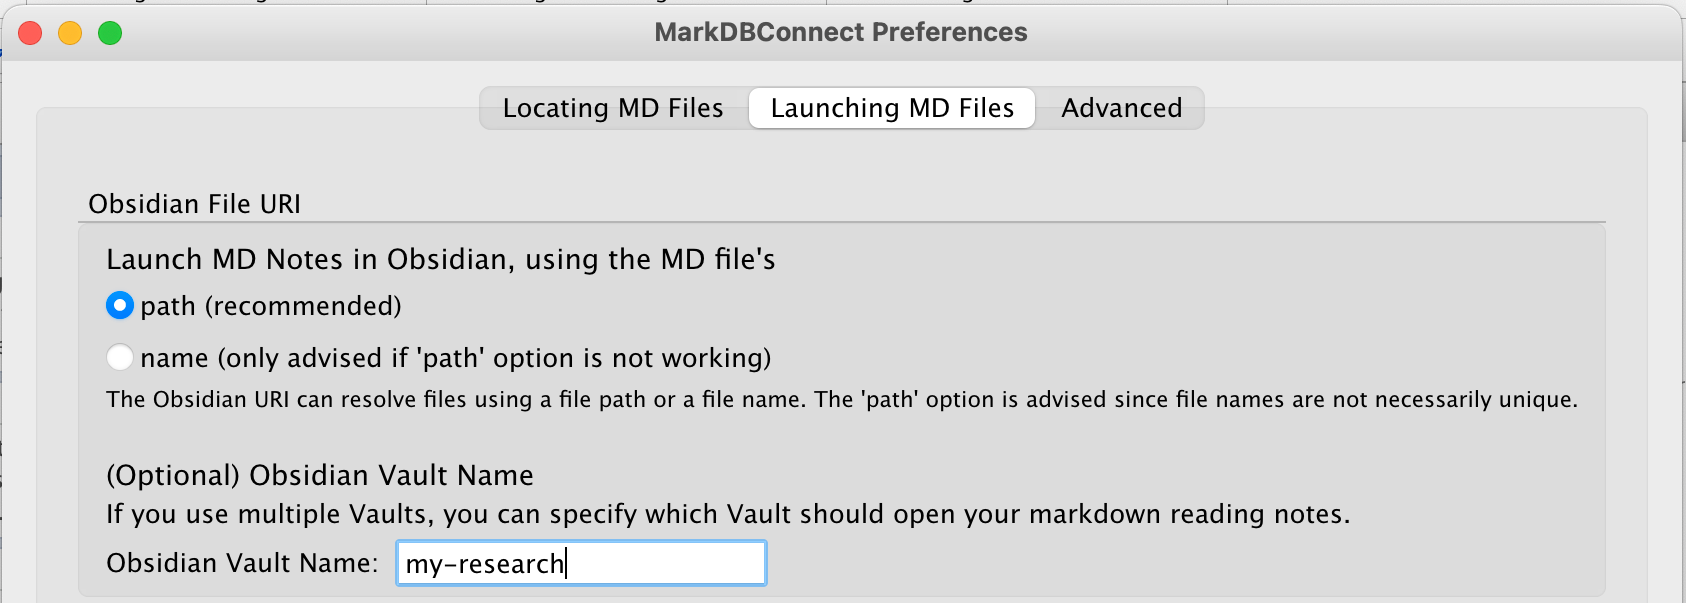 MarkDBConnect Preferences
Locating MD Files
Launching MD Files
Advanced
Obsidian File URI
Launch MD Notes in Obsidian, using the MD file's
path (recommended)
name (only advised if 'path' option is not working)
The Obsidian URI can resolve files using a file path or a file name. The 'path' option is advised since file names are not necessarily unique.
(Optional) Obsidian Vault Name
If you use multiple Vaults, you can specify which Vault should open your markdown reading notes.
Obsidian Vault Name: my-research